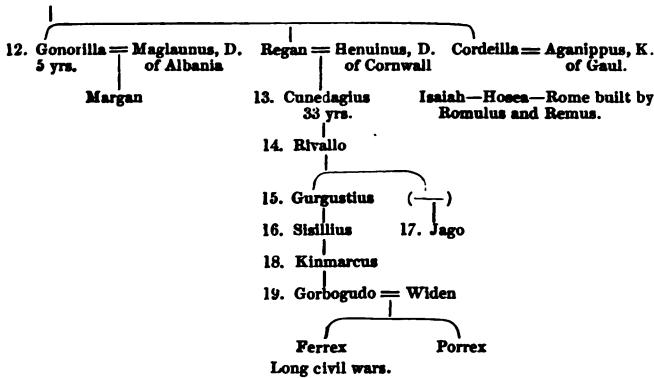 12. Gonorilla = Maglaunus, D. Regan = Henuinus, D. Cordeilla = Aganippus, K.
5 yrs. of Albania of Cornwall of Gaul.
Margan 13. Cunedagius Isaiah—Hosea—Rome built by
33 yrs. Romulus and Remus.
14. Rivallo
15. Gurgustius (—)
16. Sisillius 17. Jago
18. Kinmarcus
19. Gorbogudo = Widen
Ferrex Porrex
Long civil wars.